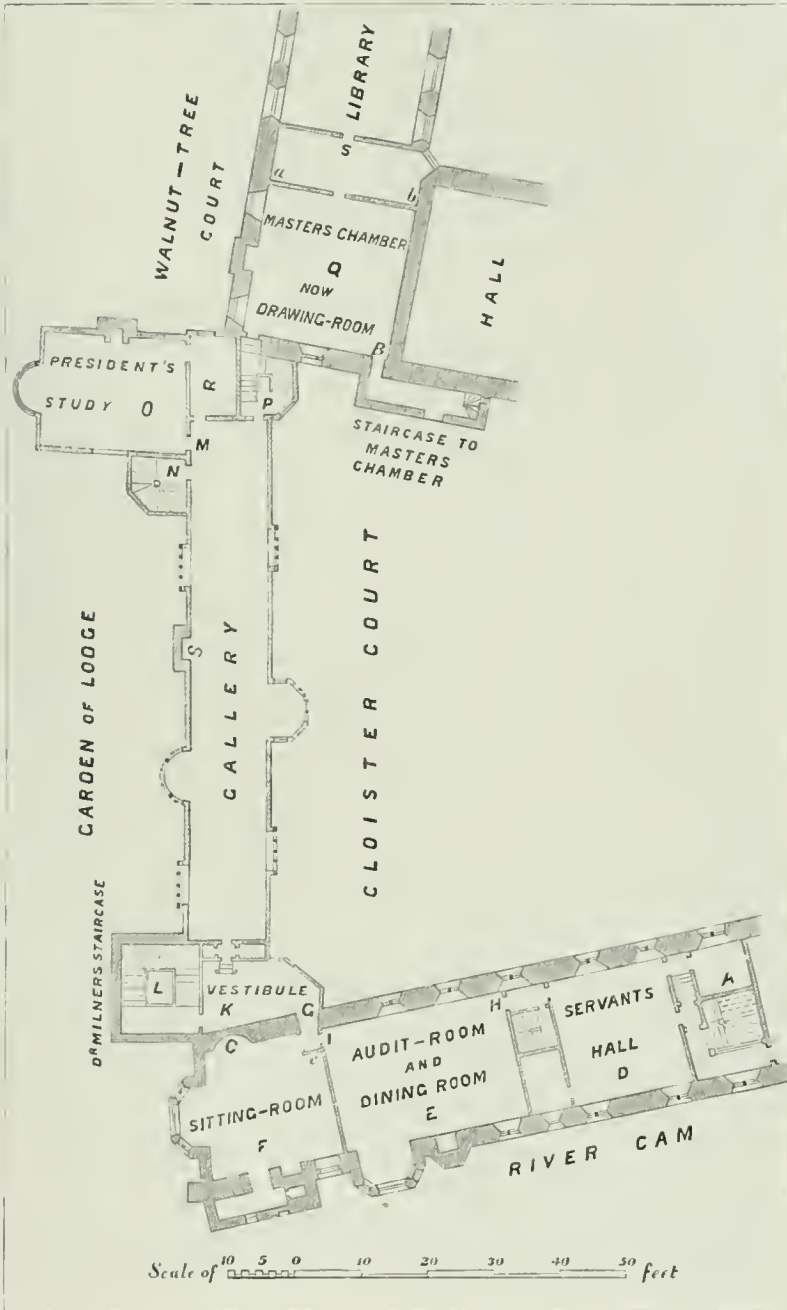 LIBRARY
WALNUT-TREE
COURT
S
a
b
MASTERS CHAMBER
Q
NOW
DRAWING-ROOM
HALL
B
PRESIDENT'S
STUDY O
R
P
M
N
STAIRCASE TO
MASTERS
CHAMBER
S
GALLERY
GARDEN OF LODGE
CLOISTER COURT
DR MILNERS STAIRCASE
L
VESTIBULE
K
G
H
A
SERVANTS
HALL
D
C
I
c
AUDIT-ROOM
AND
DINING ROOM
E
SITTING-ROOM
F
RIVER CAM
Scale of 10 5 0 10 20 30 40 50 feet